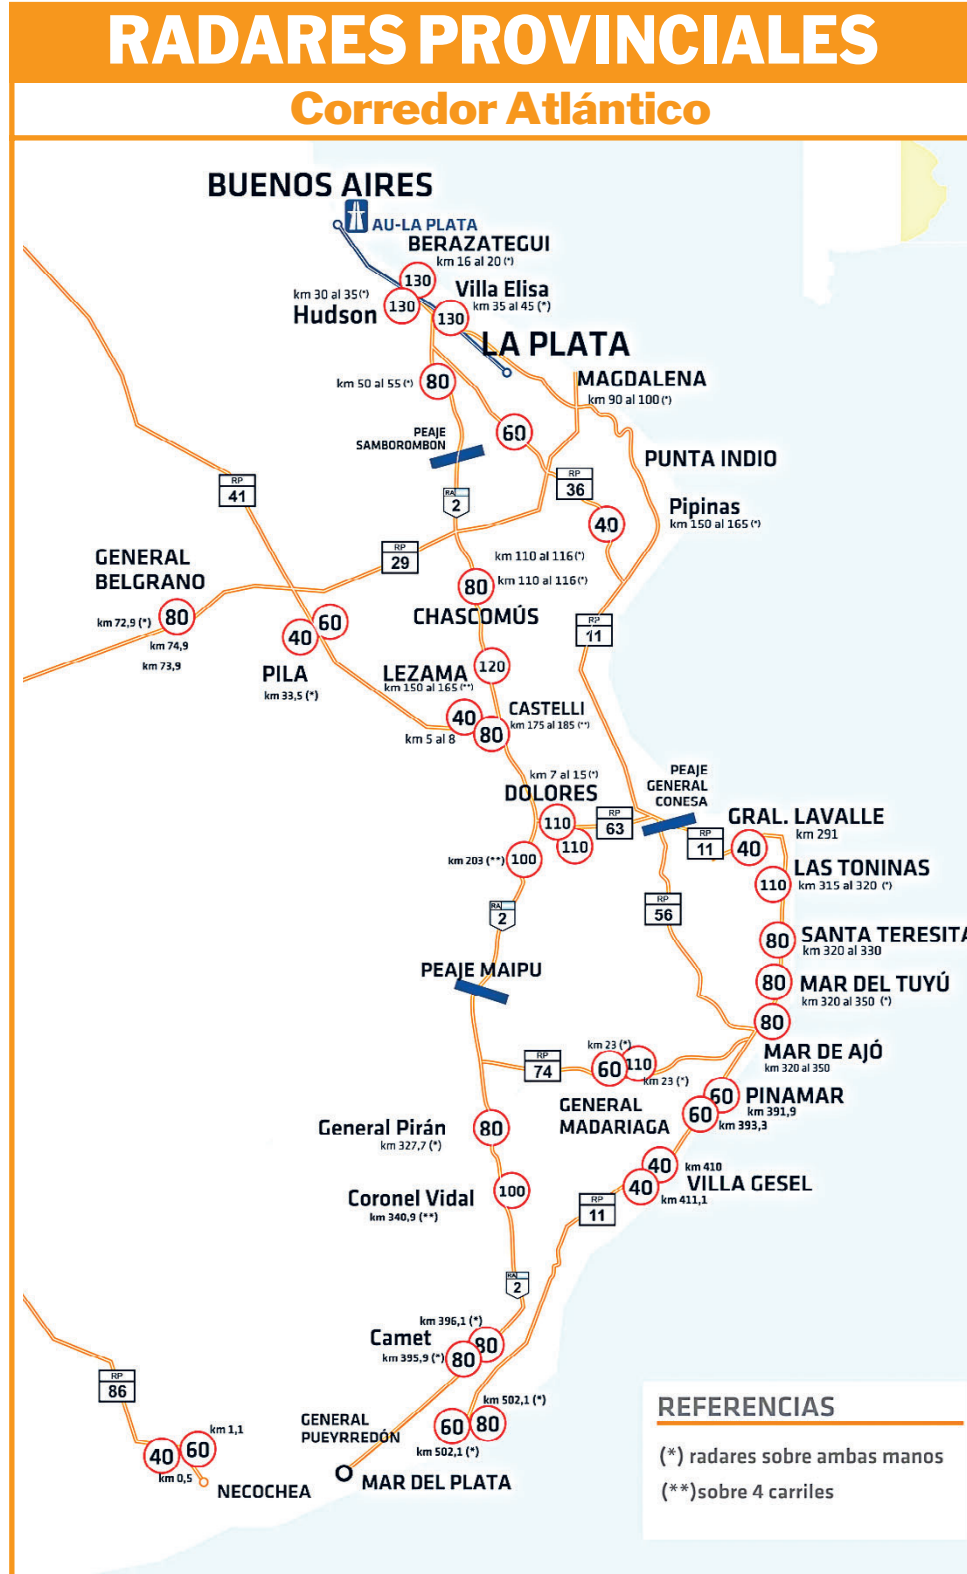 RADARES PROVINCIALES
Corredor Atlántico
BUENOS AIRES
AU-LA PLATA
BERAZATEGUI
km 16 al 20 (*)
130
Villa Elisa
km 30 al 35(*)
130
km 35 al 45 (*)
Hudson
130
LA PLATA
MAGDALENA
km 50 al 55 (*)
80
km 90 al 100 (*)
PEAJE
SAMBOROMBON
60
PUNTA INDIO
RP
41
RP
36
RA
2
Pipinas
km 150 al 165 (*)
40
RP
29
GENERAL
BELGRANO
km 110 al 116(*)
80
km 110 al 116(*)
km 72,9 (*)
80
CHASCOMÚS
RP
11
km 74,9
km 73,9
40
60
PILA
km 33,5 (*)
LEZAMA
120
km 150 al 165 (**)
40
CASTELLI
km 175 al 185 (**)
km 5 al 8
80
km 7 al 15(*)
DOLORES
PEAJE
GENERAL
CONESA
110
RP
63
110
GRAL. LAVALLE
km 291
RP
11
40
km 203 (**)
100
LAS TONINAS
110
km 315 al 320 (*)
RA
2
RP
56
80
SANTA TERESITA
km 320 al 330
PEAJE MAIPU
80
MAR DEL TUYÚ
km 320 al 350 (*)
80
MAR DE AJÓ
km 320 al 350
km 23 (*)
RP
74
60
110
km 23 (*)
GENERAL
MADARIAGA
60
PINAMAR
km 391,9
60
km 393,3
General Pirán
80
km 327,7 (*)
40
km 410
VILLA GESEL
40
km 411,1
Coronel Vidal
100
km 340,9 (**)
RP
11
RA
2
km 396,1 (*)
Camet
80
km 395,9 (*)
80
RP
86
km 502,1 (*)
GENERAL
PUEYRREDÓN
60
80
km 502,1 (*)
km 1,1
40
60
km 0,5
NECOCHEA
MAR DEL PLATA
REFERENCIAS
(*) radares sobre ambas manos
(**)sobre 4 carriles